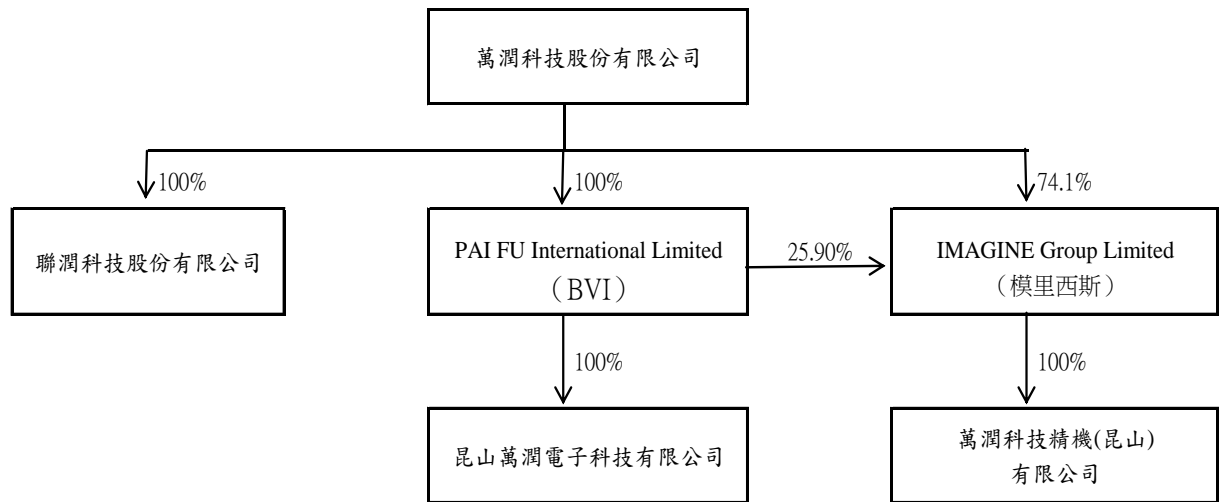 萬潤科技股份有限公司
100%
100%
74.1%
聯潤科技股份有限公司
PAI FU International Limited
（BVI）
25.90%
IMAGINE Group Limited
（模里西斯）
100%
100%
昆山萬潤電子科技有限公司
萬潤科技精機(昆山)
有限公司